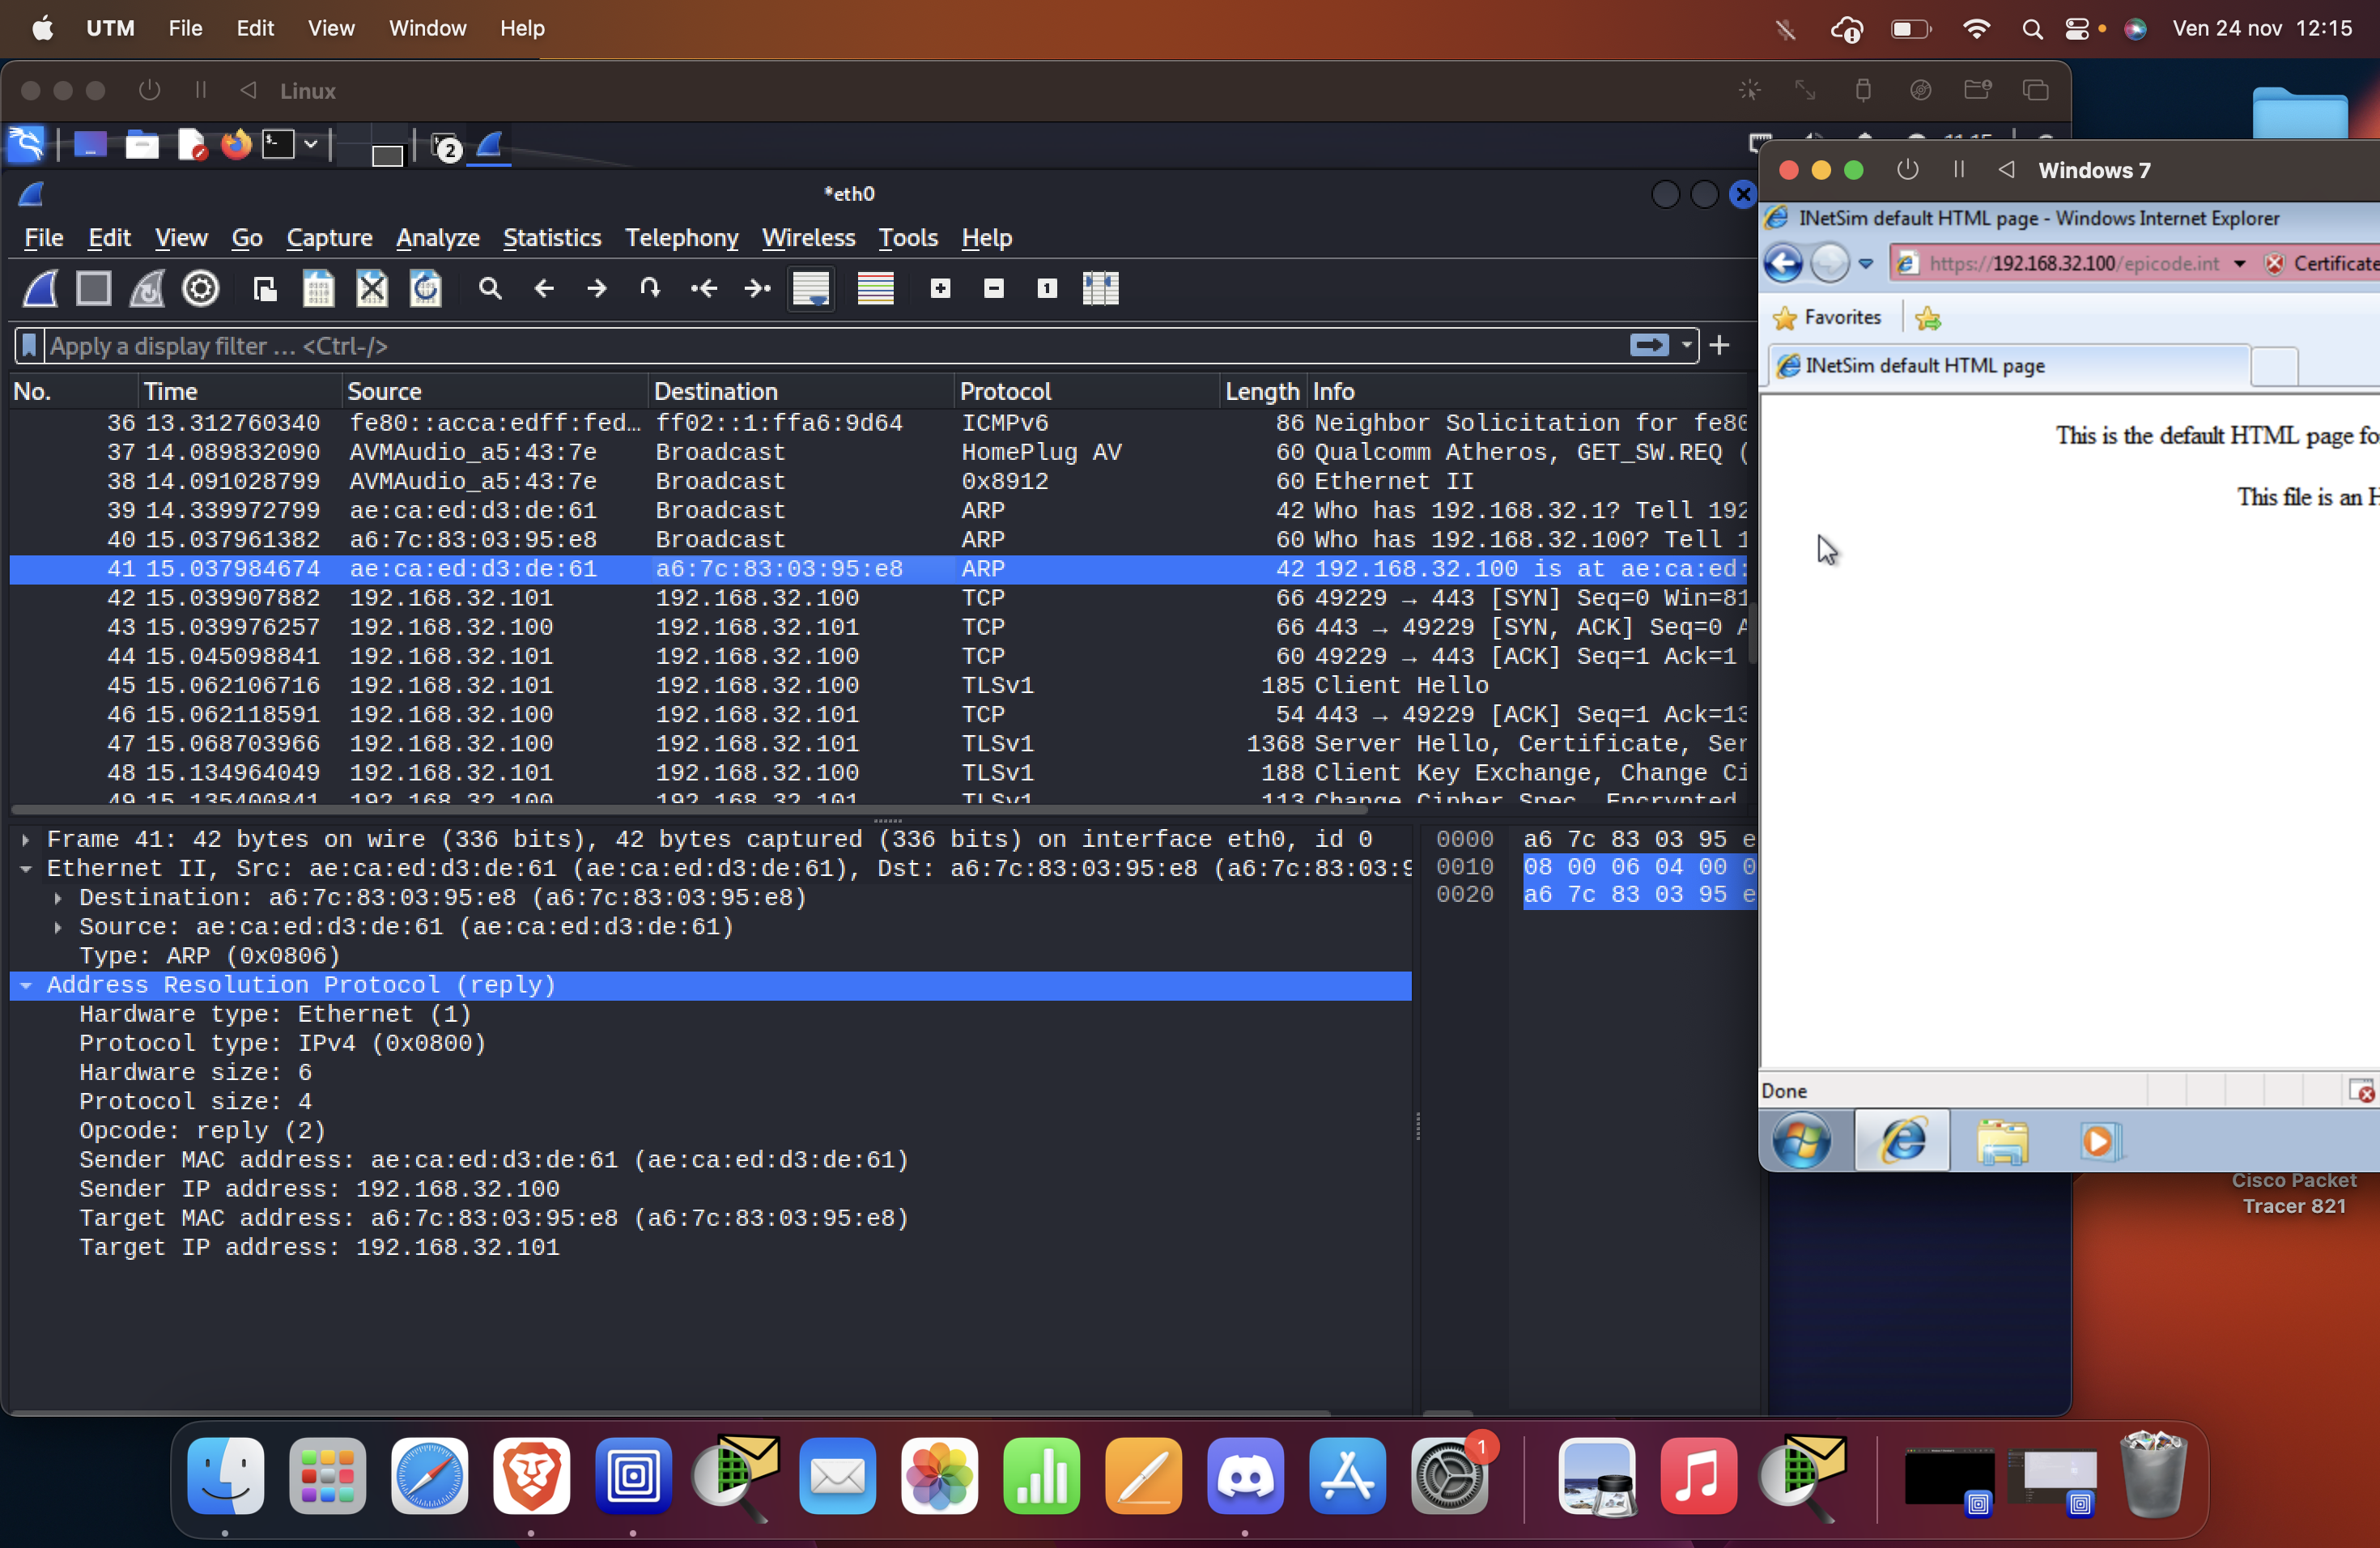 UTM File Edit View Window Help Ven 24 nov 12:15
Linux
2
*eth0
File Edit View Go Capture Analyze Statistics Telephony Wireless Tools Help
Apply a display filter … <Ctrl-/>
No. Time Source Destination Protocol Length Info
36 13.312760340 fe80::acca:edff:fed… ff02::1:ffa6:9d64 ICMPv6 86 Neighbor Solicitation for fe80
37 14.089832090 AVMAudio_a5:43:7e Broadcast HomePlug AV 60 Qualcomm Atheros, GET_SW.REQ (
38 14.091028799 AVMAudio_a5:43:7e Broadcast 0x8912 60 Ethernet II
39 14.339972799 ae:ca:ed:d3:de:61 Broadcast ARP 42 Who has 192.168.32.1? Tell 192
40 15.037961382 a6:7c:83:03:95:e8 Broadcast ARP 60 Who has 192.168.32.100? Tell 1
41 15.037984674 ae:ca:ed:d3:de:61 a6:7c:83:03:95:e8 ARP 42 192.168.32.100 is at ae:ca:ed:
42 15.039907882 192.168.32.101 192.168.32.100 TCP 66 49229 → 443 [SYN] Seq=0 Win=81
43 15.039976257 192.168.32.100 192.168.32.101 TCP 66 443 → 49229 [SYN, ACK] Seq=0 A
44 15.045098841 192.168.32.101 192.168.32.100 TCP 60 49229 → 443 [ACK] Seq=1 Ack=1
45 15.062106716 192.168.32.101 192.168.32.100 TLSv1 185 Client Hello
46 15.062118591 192.168.32.100 192.168.32.101 TCP 54 443 → 49229 [ACK] Seq=1 Ack=13
47 15.068703966 192.168.32.100 192.168.32.101 TLSv1 1368 Server Hello, Certificate, Ser
48 15.134964049 192.168.32.101 192.168.32.100 TLSv1 188 Client Key Exchange, Change Ci
49 15.135400841 192.168.32.100 192.168.32.101 TLSv1 113 Change Cipher Spec, Encrypted
Frame 41: 42 bytes on wire (336 bits), 42 bytes captured (336 bits) on interface eth0, id 0
Ethernet II, Src: ae:ca:ed:d3:de:61 (ae:ca:ed:d3:de:61), Dst: a6:7c:83:03:95:e8 (a6:7c:83:03:9
Destination: a6:7c:83:03:95:e8 (a6:7c:83:03:95:e8)
Source: ae:ca:ed:d3:de:61 (ae:ca:ed:d3:de:61)
Type: ARP (0x0806)
Address Resolution Protocol (reply)
Hardware type: Ethernet (1)
Protocol type: IPv4 (0x0800)
Hardware size: 6
Protocol size: 4
Opcode: reply (2)
Sender MAC address: ae:ca:ed:d3:de:61 (ae:ca:ed:d3:de:61)
Sender IP address: 192.168.32.100
Target MAC address: a6:7c:83:03:95:e8 (a6:7c:83:03:95:e8)
Target IP address: 192.168.32.101
0000 a6 7c 83 03 95 e
0010 08 00 06 04 00 0
0020 a6 7c 83 03 95 e
Windows 7
INetSim default HTML page - Windows Internet Explorer
https://192.168.32.100/epicode.int Certificate
Favorites
INetSim default HTML page
This is the default HTML page fo
This file is an H
Done
Cisco Packet
Tracer 821
1